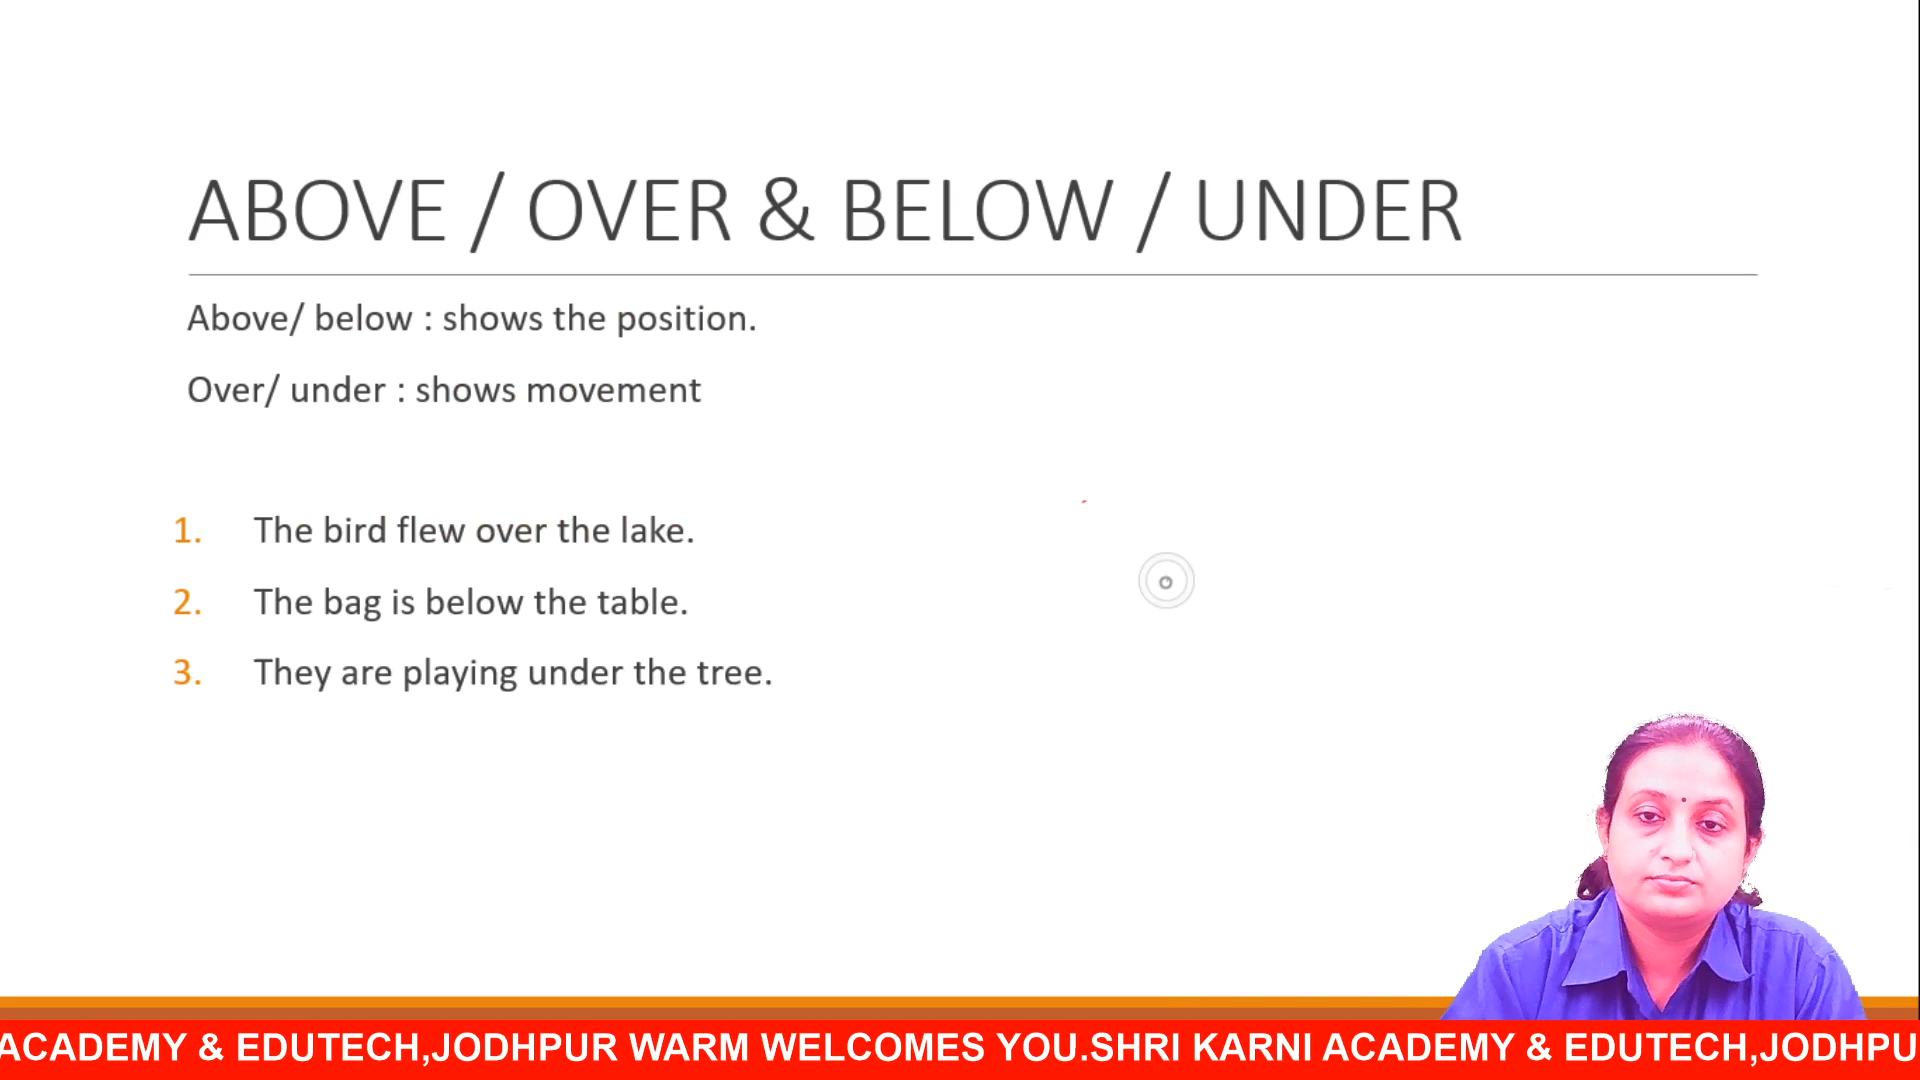 ABOVE / OVER & BELOW / UNDER
Above/ below : shows the position.
Over/ under : shows movement
1. The bird flew over the lake.
2. The bag is below the table.
3. They are playing under the tree.
ACADEMY & EDUTECH,JODHPUR WARM WELCOMES YOU.SHRI KARNI ACADEMY & EDUTECH,JODHPU